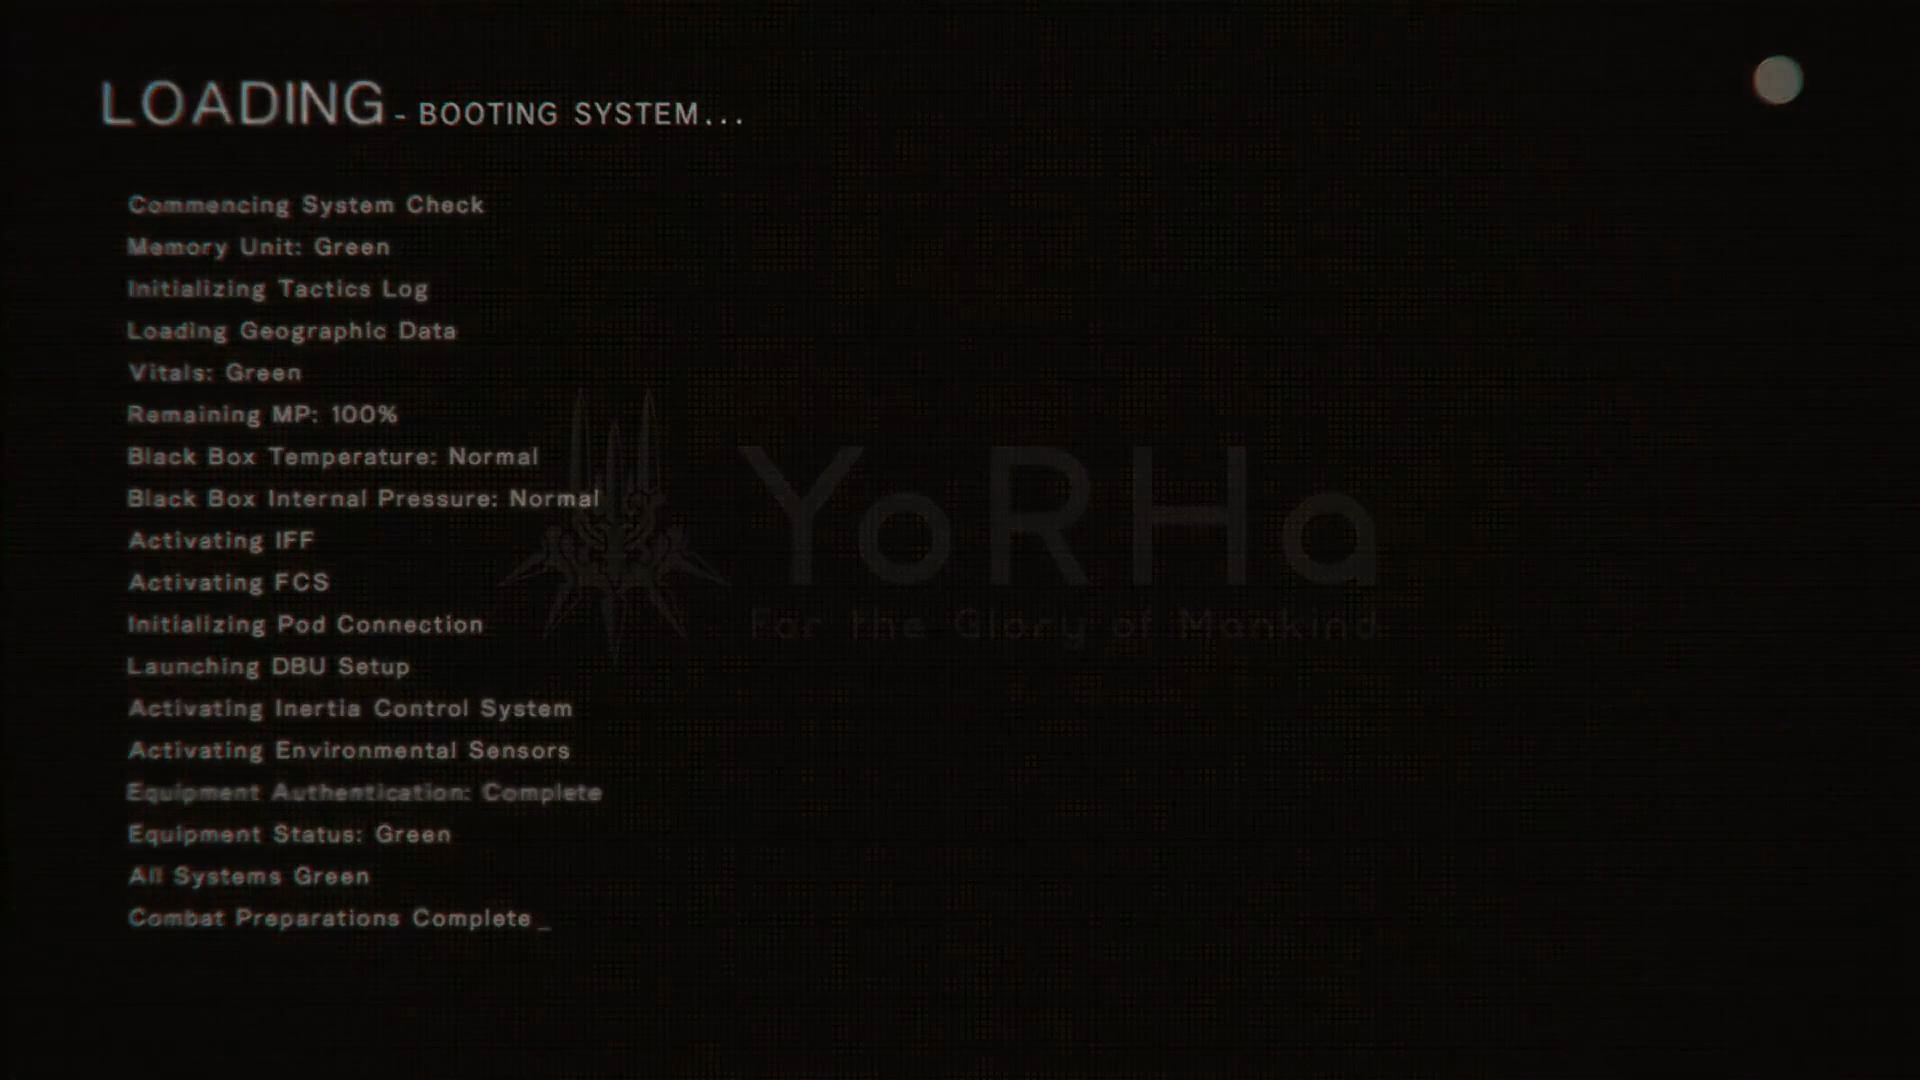 LOADING - BOOTING SYSTEM...
Commencing System Check
Memory Unit: Green
Initializing Tactics Log
Loading Geographic Data
Vitals: Green
Remaining MP: 100%
Black Box Temperature: Normal
Black Box Internal Pressure: Normal
Activating IFF
Activating FCS
Initializing Pod Connection
Launching DBU Setup
Activating Inertia Control System
Activating Environmental Sensors
Equipment Authentication: Complete
Equipment Status: Green
All Systems Green
Combat Preparations Complete _
YoRHa
For the Glory of Mankind